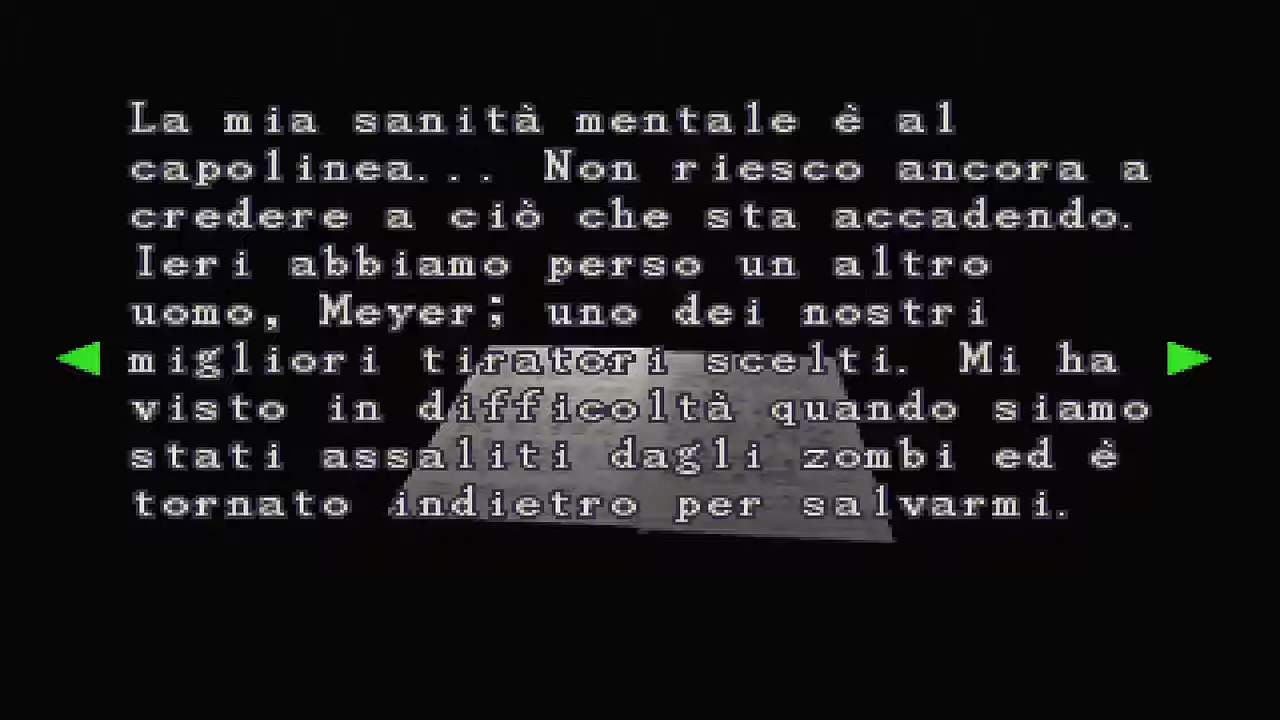 La mia sanità mentale è al
capolinea... Non riesco ancora a
credere a ciò che sta accadendo.
Ieri abbiamo perso un altro
uomo, Meyer; uno dei nostri
migliori tiratori scelti. Mi ha
visto in difficoltà quando siamo
stati assaliti dagli zombi ed è
tornato indietro per salvarmi.